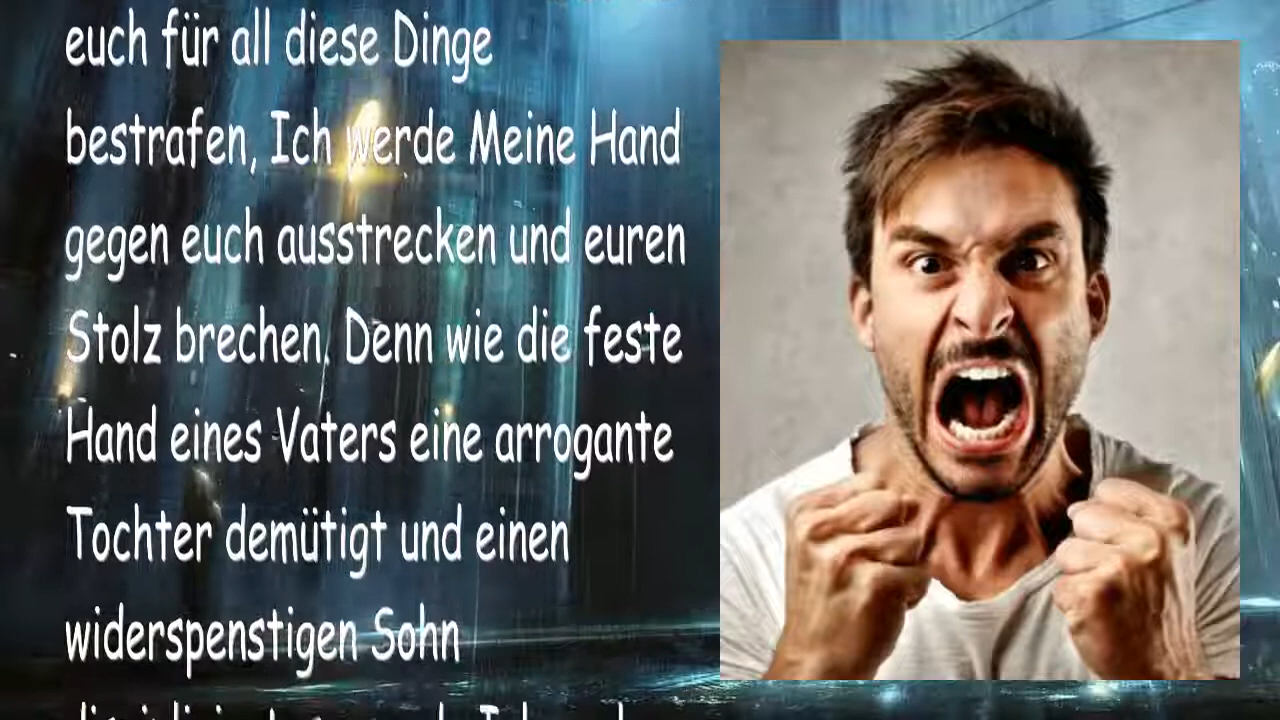 euch für all diese Dinge
bestrafen, Ich werde Meine Hand
gegen euch ausstrecken und euren
Stolz brechen. Denn wie die feste
Hand eines Vaters eine arrogante
Tochter demütigt und einen
widerspenstigen Sohn